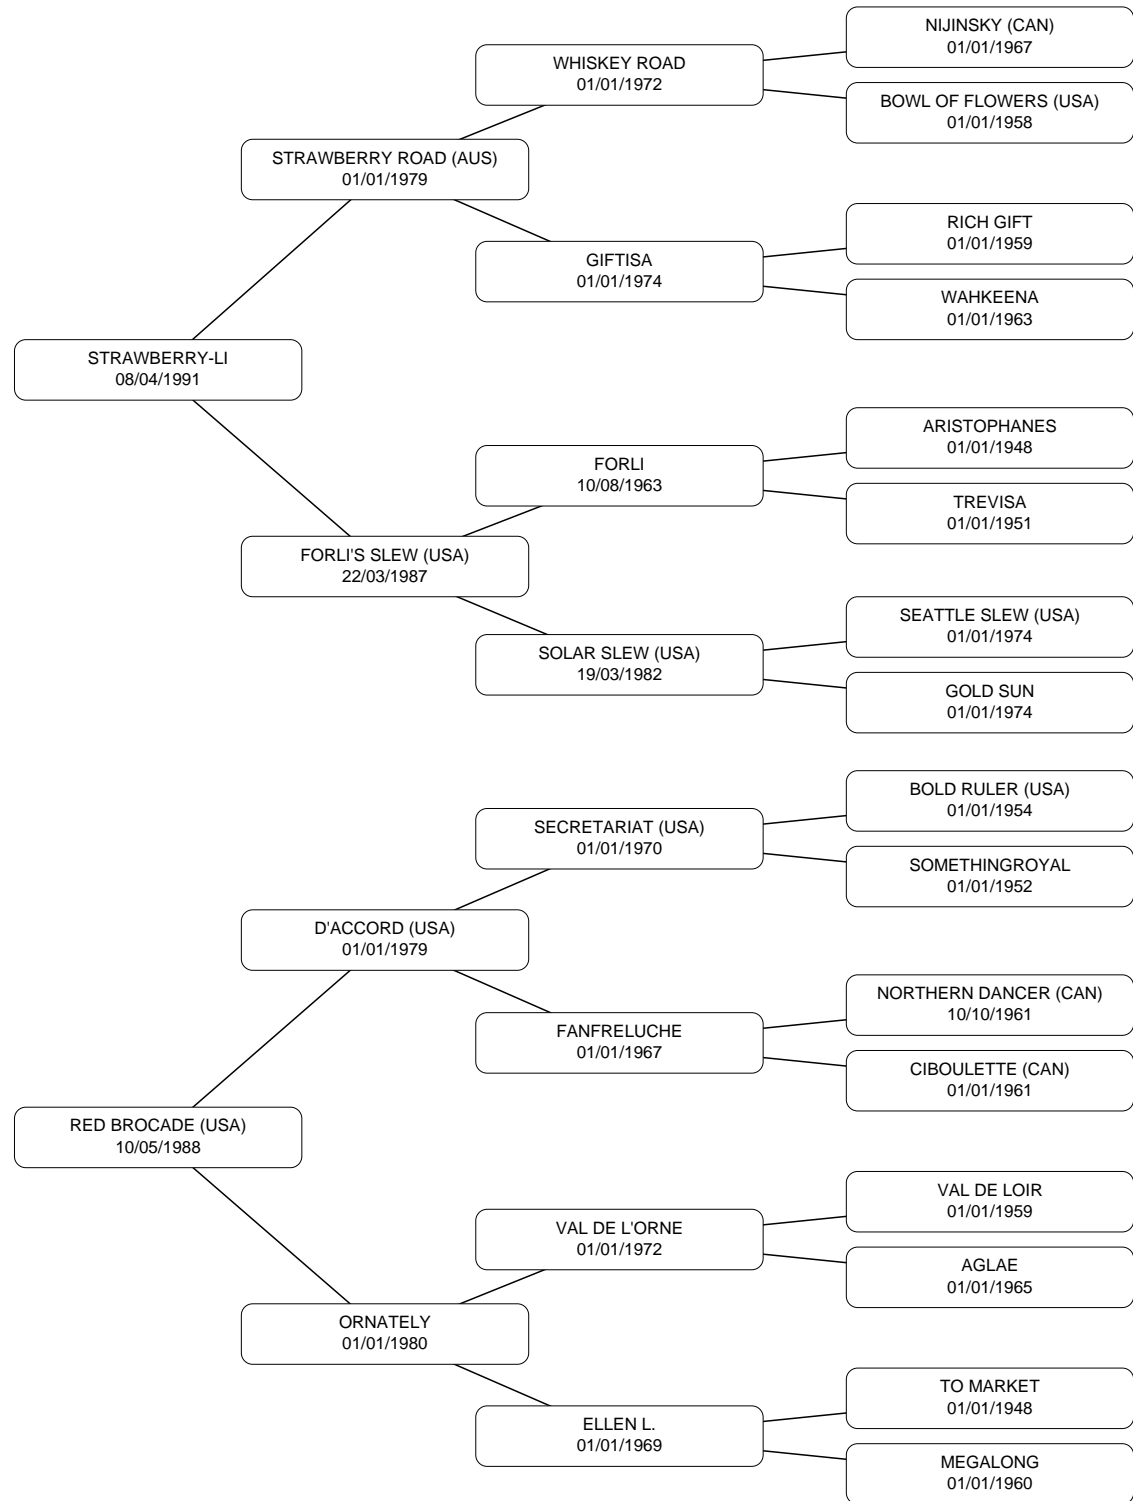 NIJINSKY (CAN)
01/01/1967
WHISKEY ROAD
01/01/1972
BOWL OF FLOWERS (USA)
01/01/1958
STRAWBERRY ROAD (AUS)
01/01/1979
RICH GIFT
01/01/1959
GIFTISA
01/01/1974
WAHKEENA
01/01/1963
STRAWBERRY-LI
08/04/1991
ARISTOPHANES
01/01/1948
FORLI
10/08/1963
TREVISA
01/01/1951
FORLI'S SLEW (USA)
22/03/1987
SEATTLE SLEW (USA)
01/01/1974
SOLAR SLEW (USA)
19/03/1982
GOLD SUN
01/01/1974
BOLD RULER (USA)
01/01/1954
SECRETARIAT (USA)
01/01/1970
SOMETHINGROYAL
01/01/1952
D'ACCORD (USA)
01/01/1979
NORTHERN DANCER (CAN)
10/10/1961
FANFRELUCHE
01/01/1967
CIBOULETTE (CAN)
01/01/1961
RED BROCADE (USA)
10/05/1988
VAL DE LOIR
01/01/1959
VAL DE L'ORNE
01/01/1972
AGLAE
01/01/1965
ORNATELY
01/01/1980
TO MARKET
01/01/1948
ELLEN L.
01/01/1969
MEGALONG
01/01/1960